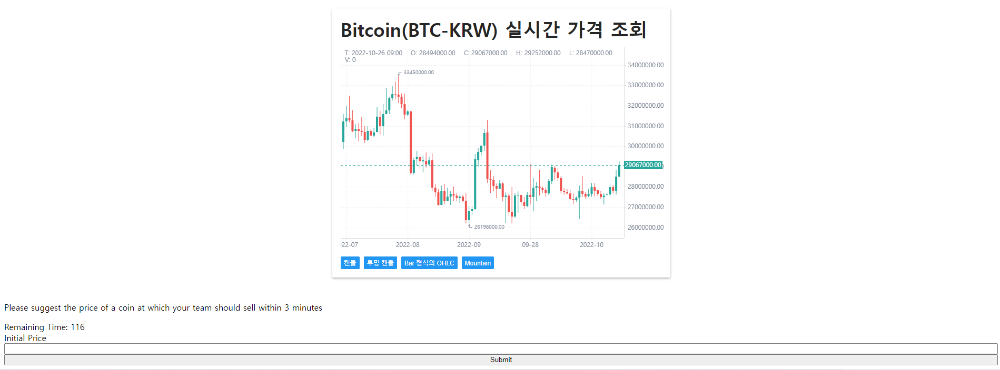 Bitcoin(BTC-KRW) 실시간 가격 조회
T: 2022-10-26 09:00 O: 28494000.00 C: 29067000.00 H: 29252000.00 L: 28470000.00
V: 0
34000000.00
33450000.00
33000000.00
32000000.00
31000000.00
30000000.00
29067000.00
28000000.00
27000000.00
26198000.00
26000000.00
022-07 2022-08 2022-09 09-28 2022-10
캔들 투명 캔들 Bar 형식의 OHLC Mountain
Please suggest the price of a coin at which your team should sell within 3 minutes
Remaining Time: 116
Initial Price
Submit